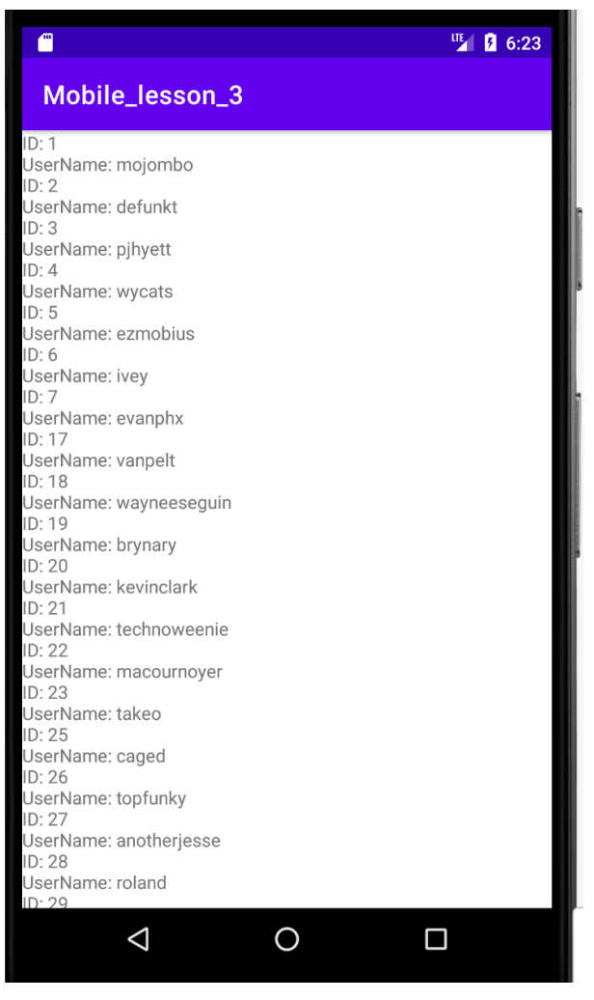 LTE 6:23
Mobile_lesson_3
ID: 1
UserName: mojombo
ID: 2
UserName: defunkt
ID: 3
UserName: pjhyett
ID: 4
UserName: wycats
ID: 5
UserName: ezmobius
ID: 6
UserName: ivey
ID: 7
UserName: evanphx
ID: 17
UserName: vanpelt
ID: 18
UserName: wayneeseguin
ID: 19
UserName: brynary
ID: 20
UserName: kevinclark
ID: 21
UserName: technoweenie
ID: 22
UserName: macournoyer
ID: 23
UserName: takeo
ID: 25
UserName: caged
ID: 26
UserName: topfunky
ID: 27
UserName: anotherjesse
ID: 28
UserName: roland
ID: 29